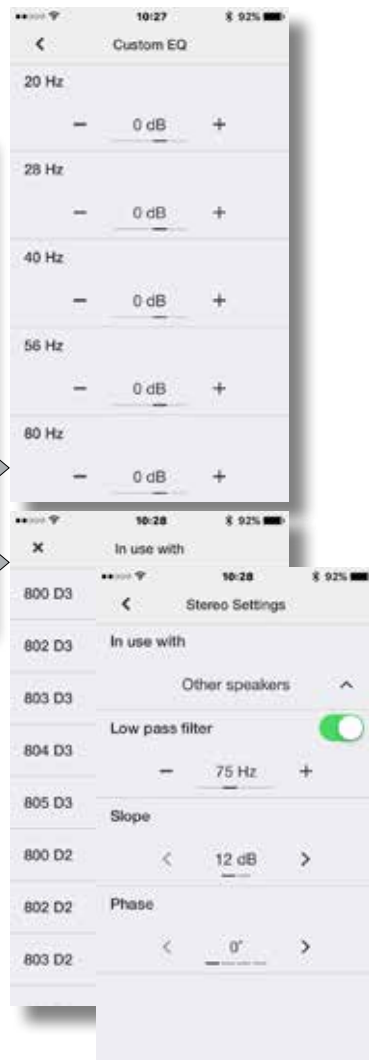 10:27
92%
Custom EQ
20 Hz
− 0 dB +
28 Hz
− 0 dB +
40 Hz
− 0 dB +
56 Hz
− 0 dB +
80 Hz
− 0 dB +
10:28
92%
× In use with
800 D3
802 D3
803 D3
804 D3
805 D3
800 D2
802 D2
803 D2
10:28
92%
< Stereo Settings
In use with
Other speakers
Low pass filter
− 75 Hz +
Slope
< 12 dB >
Phase
< 0° >